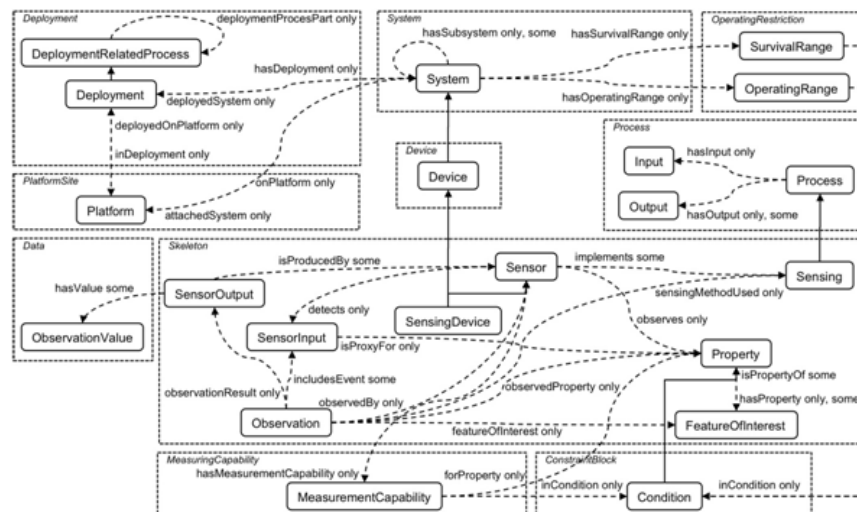 Deployment
deploymentProcesPart only
DeploymentRelatedProcess
hasDeployment only
Deployment
deployedSystem only
deployedOnPlatform only
inDeployment only
System
hasSubsystem only, some
hasSurvivalRange only
System
hasOperatingRange only
OperatingRestriction
SurvivalRange
OperatingRange
Process
hasInput only
Input
Process
Output
hasOutput only, some
Device
Device
PlatformSite
onPlatform only
Platform
attachedSystem only
Data
hasValue some
ObservationValue
Skeleton
isProducedBy some
Sensor
implements some
SensorOutput
Sensing
detects only
SensingDevice
sensingMethodUsed only
SensorInput
observes only
isProxyFor only
Property
isPropertyOf some
includesEvent some
observationResult only
observedProperty only
hasProperty only, some
observedBy only
Observation
featureOfInterest only
FeatureOfInterest
MeasuringCapability
hasMeasurementCapability only
forProperty only
MeasurementCapability
ConstraintBlock
inCondition only
Condition
inCondition only